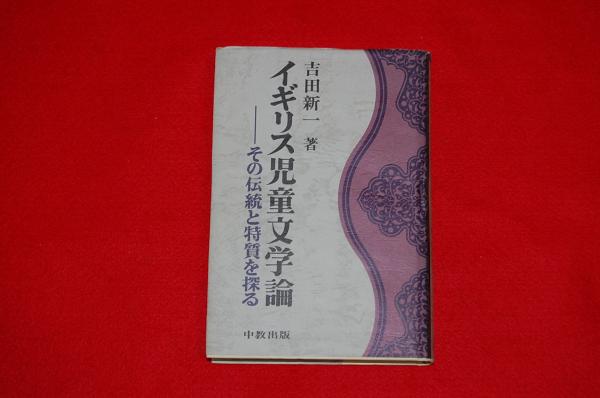 吉田新一 著
イギリス児童文学論
――その伝統と特質を探る
中教出版